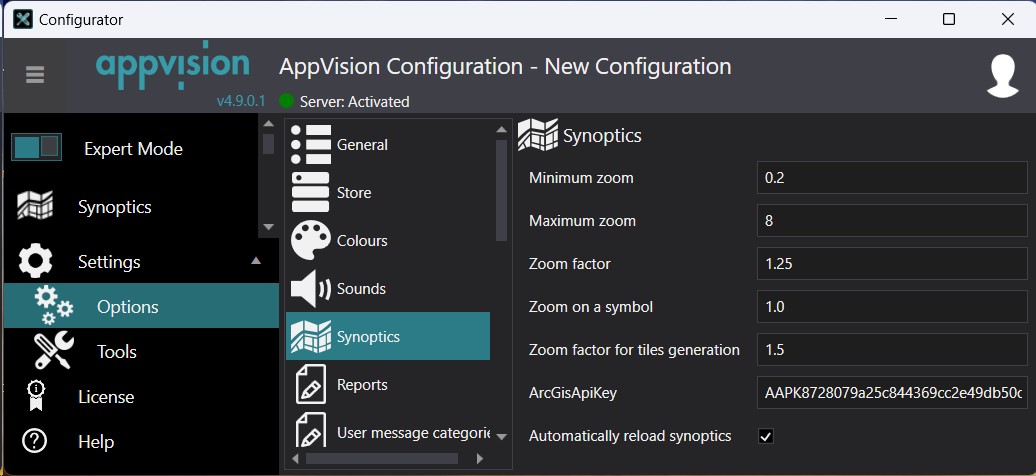 Configurator
appvision
v4.9.0.1
AppVision Configuration - New Configuration
Server: Activated
Expert Mode
Synoptics
Settings
Options
Tools
License
Help
General
Store
Colours
Sounds
Synoptics
Reports
User message categorie
Synoptics
Minimum zoom 0.2
Maximum zoom 8
Zoom factor 1.25
Zoom on a symbol 1.0
Zoom factor for tiles generation 1.5
ArcGisApiKey AAPK8728079a25c844369cc2e49db50c
Automatically reload synoptics